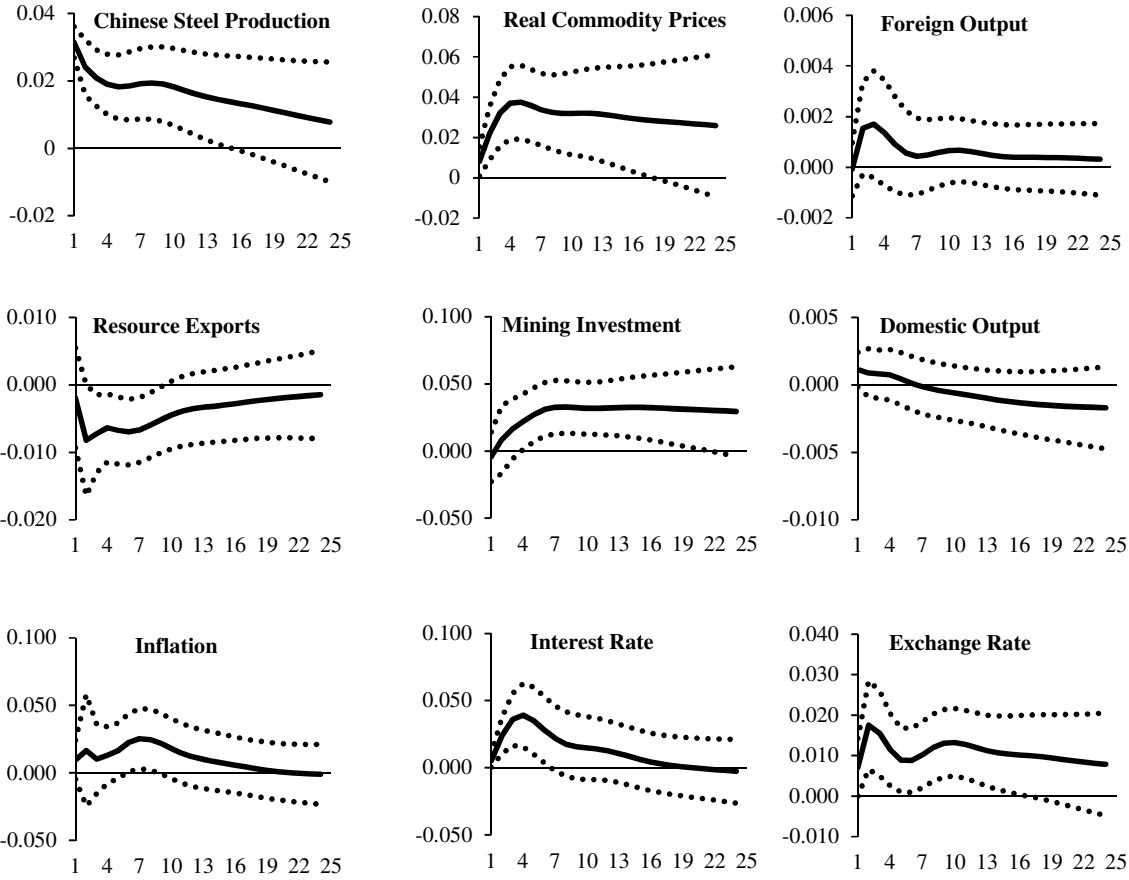 Chinese Steel Production
0.04
0.02
0
-0.02
1 4 7 10 13 16 19 22 25
Real Commodity Prices
0.08
0.06
0.04
0.02
0
-0.02
1 4 7 10 13 16 19 22 25
Foreign Output
0.006
0.004
0.002
0.000
-0.002
1 4 7 10 13 16 19 22 25
Resource Exports
0.010
0.000
-0.010
-0.020
1 4 7 10 13 16 19 22 25
Mining Investment
0.100
0.050
0.000
-0.050
1 4 7 10 13 16 19 22 25
Domestic Output
0.005
0.000
-0.005
-0.010
1 4 7 10 13 16 19 22 25
Inflation
0.100
0.050
0.000
-0.050
1 4 7 10 13 16 19 22 25
Interest Rate
0.100
0.050
0.000
-0.050
1 4 7 10 13 16 19 22 25
Exchange Rate
0.040
0.030
0.020
0.010
0.000
-0.010
1 4 7 10 13 16 19 22 25